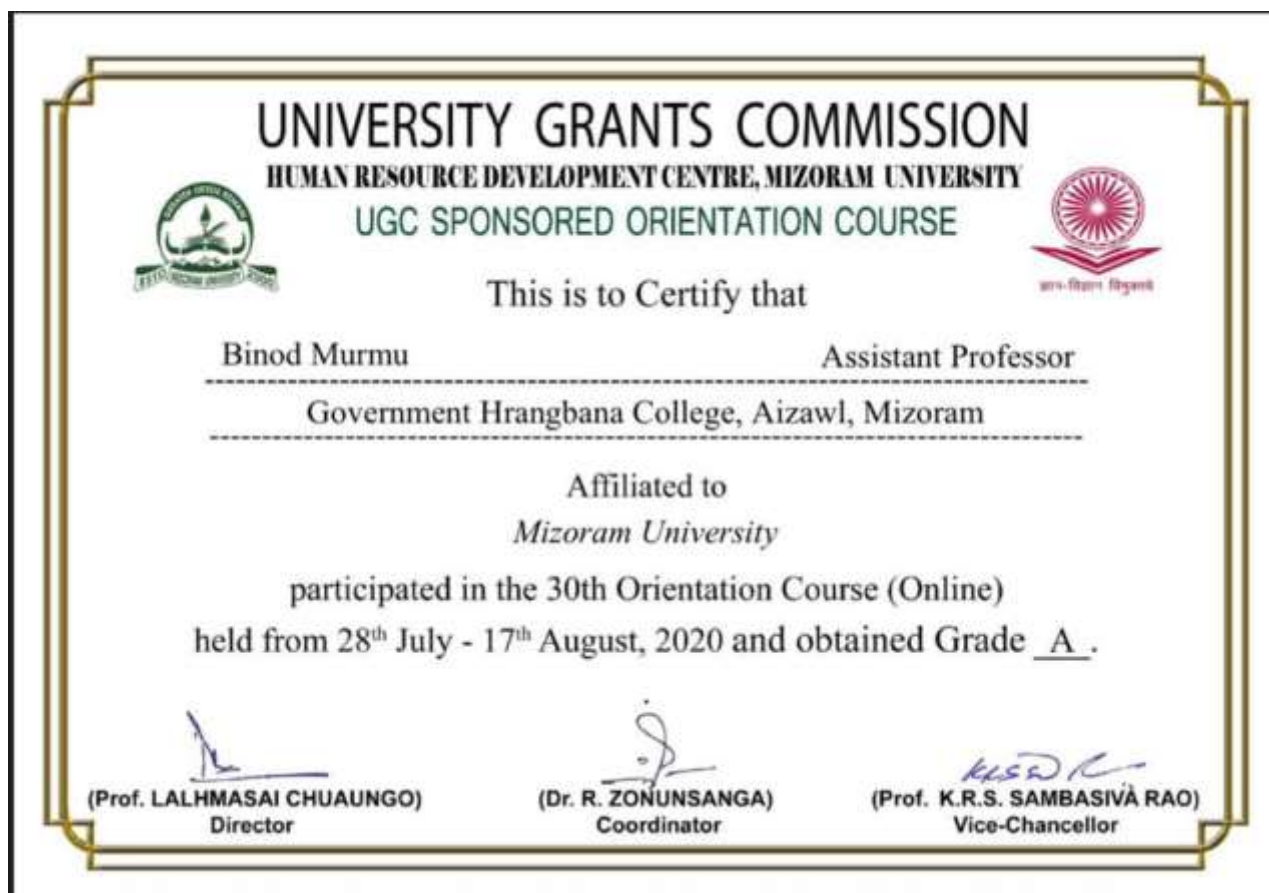 UNIVERSITY GRANTS COMMISSION
HUMAN RESOURCE DEVELOPMENT CENTRE, MIZORAM UNIVERSITY
UGC SPONSORED ORIENTATION COURSE
ज्ञान-विज्ञान विमुक्तये
This is to Certify that
Binod Murmu Assistant Professor
Government Hrangbana College, Aizawl, Mizoram
Affiliated to
Mizoram University
participated in the 30th Orientation Course (Online)
held from 28th July - 17th August, 2020 and obtained Grade A .
(Prof. LALHMASAI CHUAUNGO) (Dr. R. ZONUNSANGA) (Prof. K.R.S. SAMBASIVA RAO)
Director Coordinator Vice-Chancellor